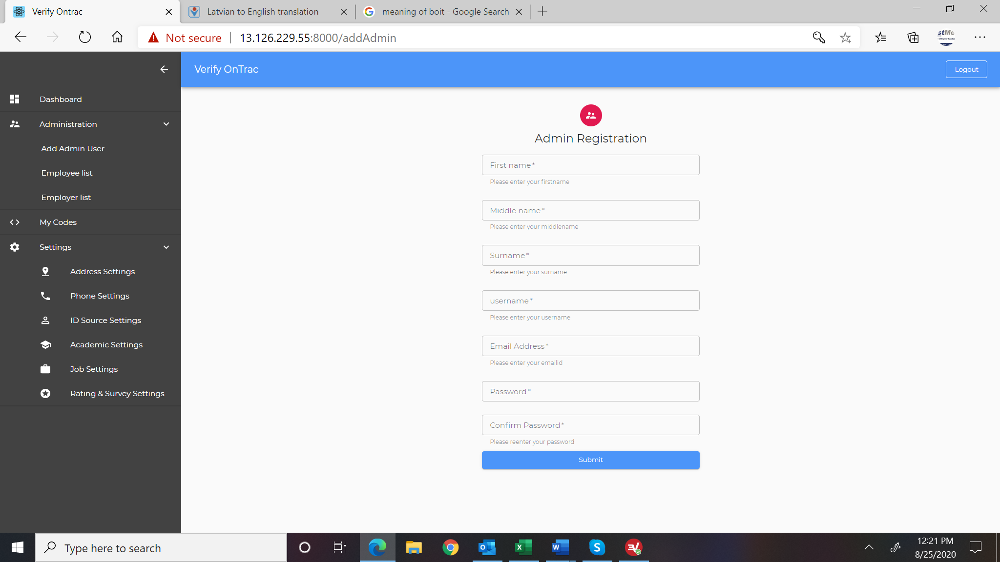 Verify Ontrac
Latvian to English translation
meaning of boit - Google Search
Not secure
13.126.229.55:8000/addAdmin
stMe
Verify OnTrac
Logout
Dashboard
Administration
Add Admin User
Employee list
Employer list
My Codes
Settings
Address Settings
Phone Settings
ID Source Settings
Academic Settings
Job Settings
Rating & Survey Settings
Admin Registration
First name*
Please enter your firstname
Middle name*
Please enter your middlename
Surname*
Please enter your surname
username*
Please enter your username
Email Address*
Please enter your emailid
Password*
Confirm Password*
Please reenter your password
Submit
Type here to search
12:21 PM
8/25/2020